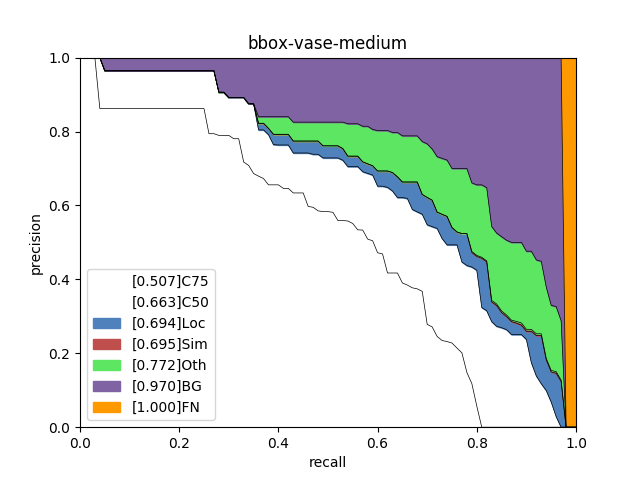 bbox-vase-medium
1.0
0.8
0.6
0.4
0.2
0.0
precision
[0.507]C75
[0.663]C50
[0.694]Loc
[0.695]Sim
[0.772]Oth
[0.970]BG
[1.000]FN
0.0 0.2 0.4 0.6 0.8 1.0
recall